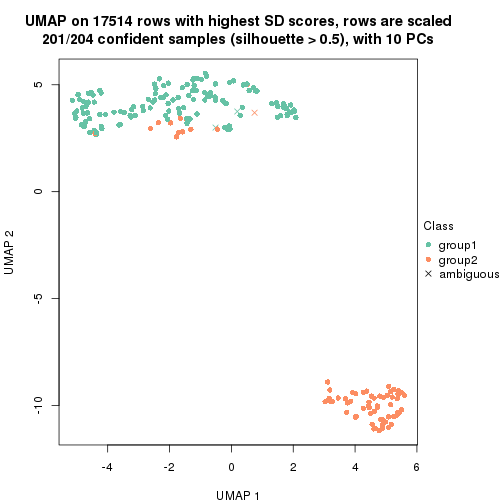 UMAP on 17514 rows with highest SD scores, rows are scaled
201/204 confident samples (silhouette > 0.5), with 10 PCs
5
0
-5
-10
UMAP 2
-4
-2
0
2
4
6
UMAP 1
Class
group1
group2
ambiguous